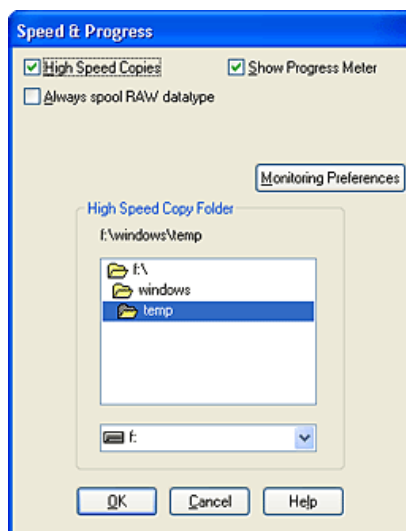 Speed & Progress
High Speed Copies Show Progress Meter
Always spool RAW datatype
Monitoring Preferences
High Speed Copy Folder
f:\windows\temp
f:\
windows
temp
f:
OK Cancel Help